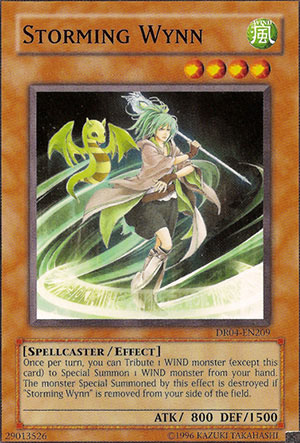 STORMING WYNN
WIND
風
DR04-EN209
[SPELLCASTER / EFFECT]
Once per turn, you can Tribute 1 WIND monster (except this
card) to Special Summon 1 WIND monster from your hand.
The monster Special Summoned by this effect is destroyed if
"Storming Wynn" is removed from your side of the field.
ATK/ 800 DEF/1500
29013526
©1996 KAZUKI TAKAHASHI